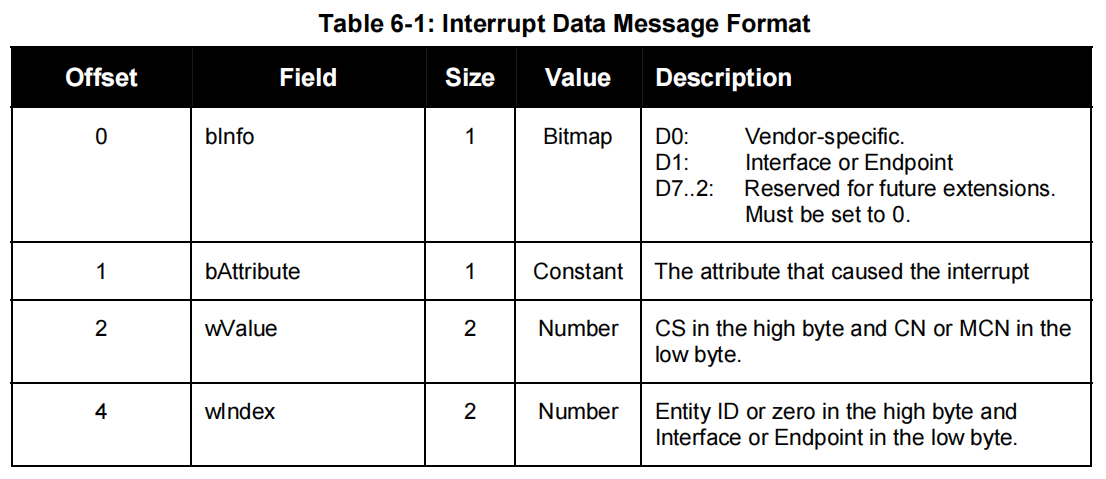 Table 6-1: Interrupt Data Message Format
Offset Field Size Value Description
0 bInfo 1 Bitmap D0: Vendor-specific.
D1: Interface or Endpoint
D7..2: Reserved for future extensions.
Must be set to 0.
1 bAttribute 1 Constant The attribute that caused the interrupt
2 wValue 2 Number CS in the high byte and CN or MCN in the
low byte.
4 wIndex 2 Number Entity ID or zero in the high byte and
Interface or Endpoint in the low byte.